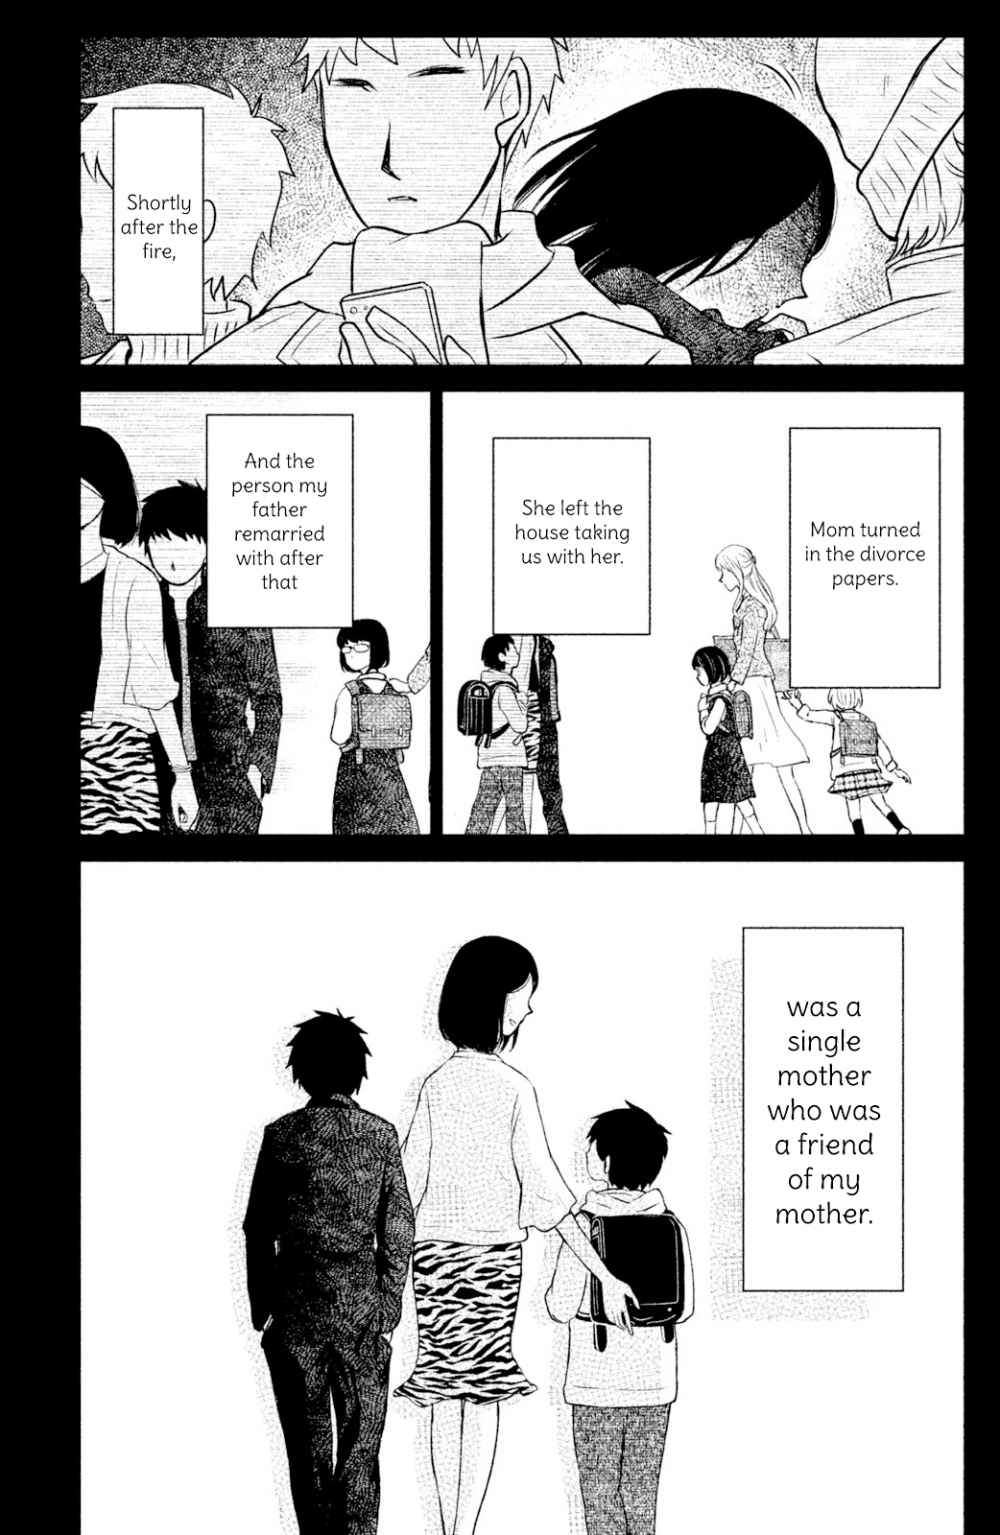 Shortly
after the
fire,
Mom turned
in the divorce
papers.
She left the
house taking
us with her.
And the
person my
father
remarried
with after
that
was a
single
mother
who was
a friend
of my
mother.